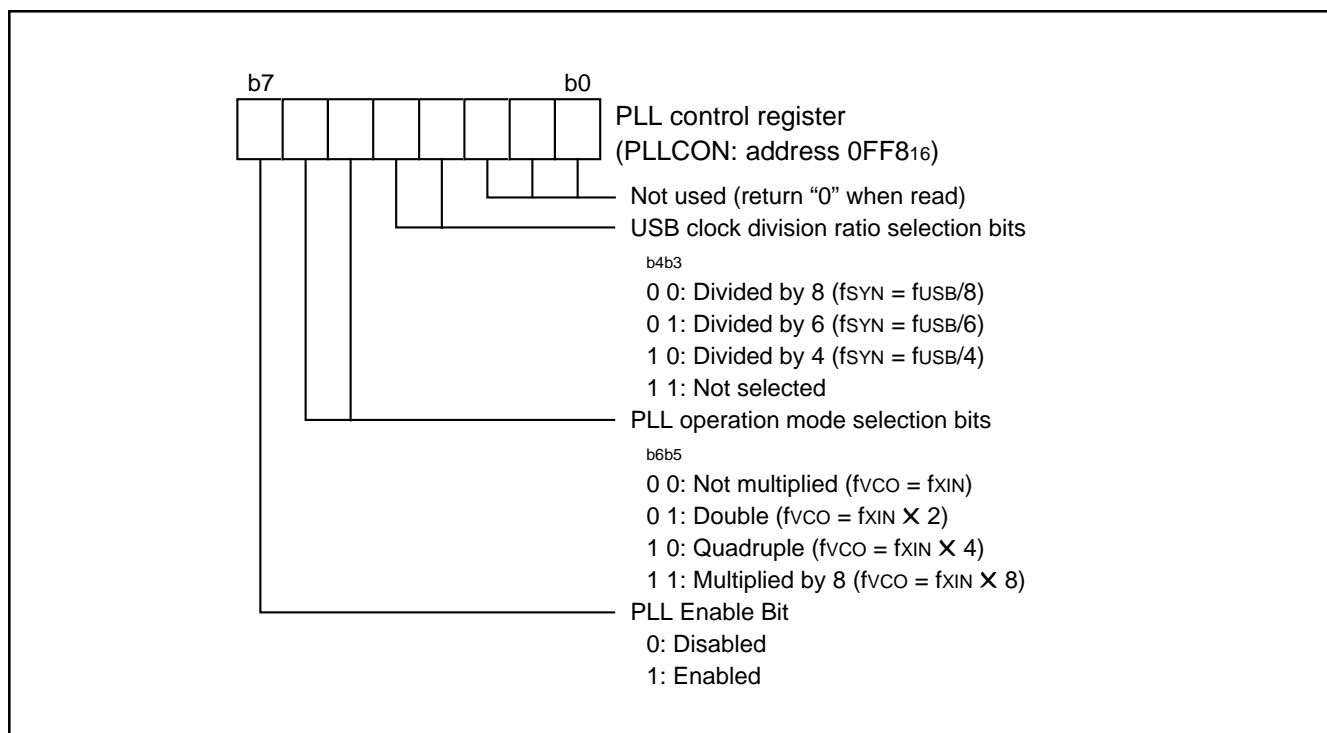 b7 b0
PLL control register
(PLLCON: address 0FF816)
Not used (return “0” when read)
USB clock division ratio selection bits
b4b3
0 0: Divided by 8 (fSYN = fUSB/8)
0 1: Divided by 6 (fSYN = fUSB/6)
1 0: Divided by 4 (fSYN = fUSB/4)
1 1: Not selected
PLL operation mode selection bits
b6b5
0 0: Not multiplied (fVCO = fXIN)
0 1: Double (fVCO = fXIN ✕ 2)
1 0: Quadruple (fVCO = fXIN ✕ 4)
1 1: Multiplied by 8 (fVCO = fXIN ✕ 8)
PLL Enable Bit
0: Disabled
1: Enabled